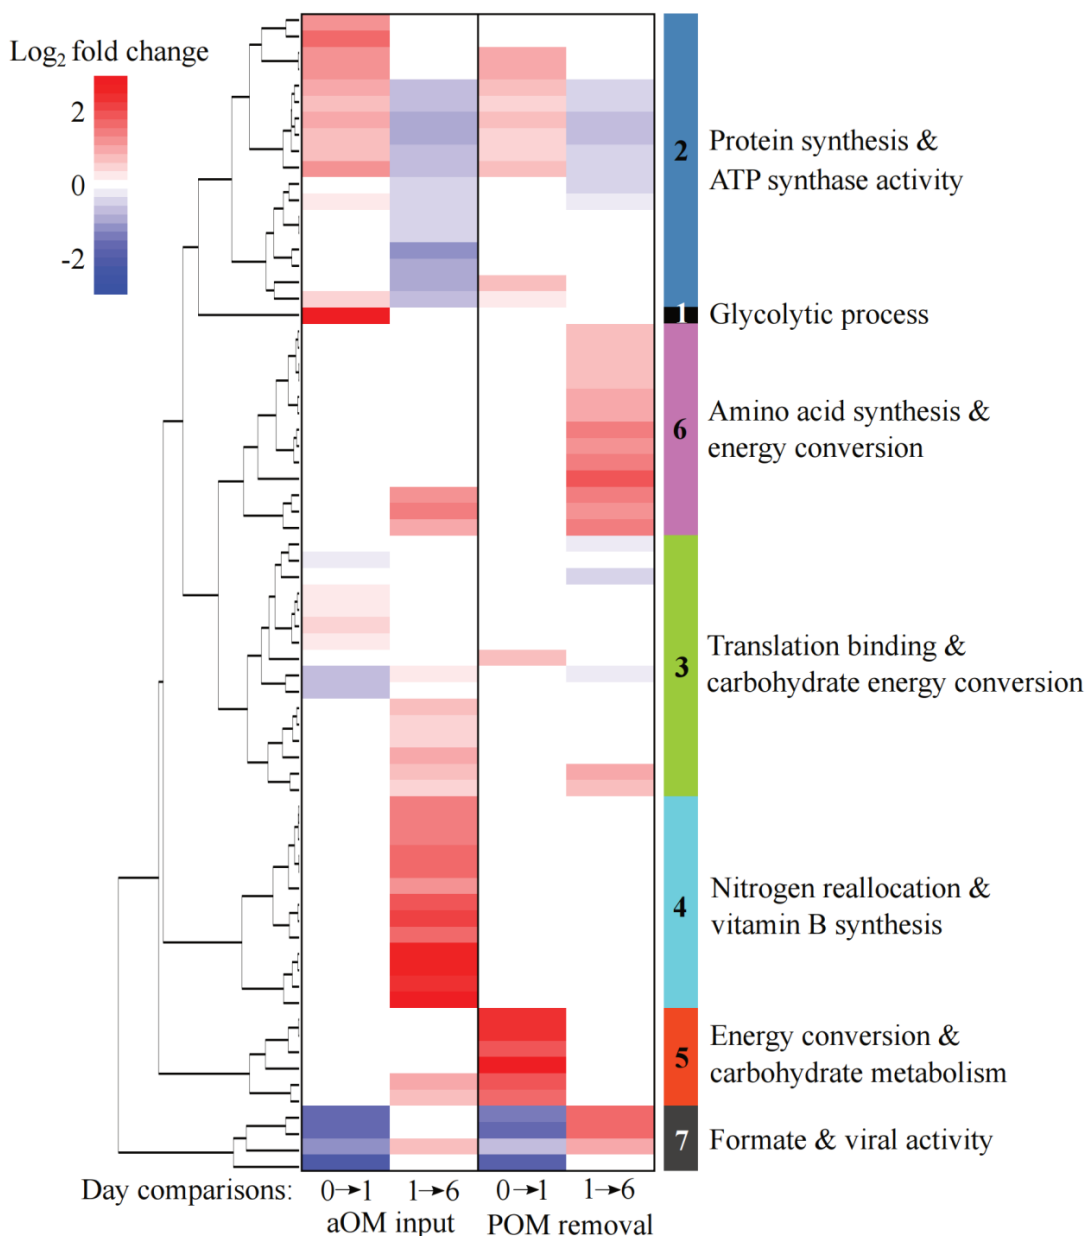 Log₂ fold change
2
0
-2
2
Protein synthesis &
ATP synthase activity
1
Glycolytic process
6
Amino acid synthesis &
energy conversion
3
Translation binding &
carbohydrate energy conversion
4
Nitrogen reallocation &
vitamin B synthesis
5
Energy conversion &
carbohydrate metabolism
7
Formate & viral activity
Day comparisons: 0→1 1→6 0→1 1→6
aOM input POM removal